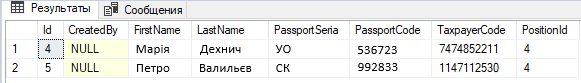 Результаты Сообщения
Id CreatedBy FirstName LastName PassportSeria PassportCode TaxpayerCode PositionId
1 4 NULL Марія Дехнич УО 536723 7474852211 4
2 5 NULL Петро Валильєв СК 992833 1147112530 4